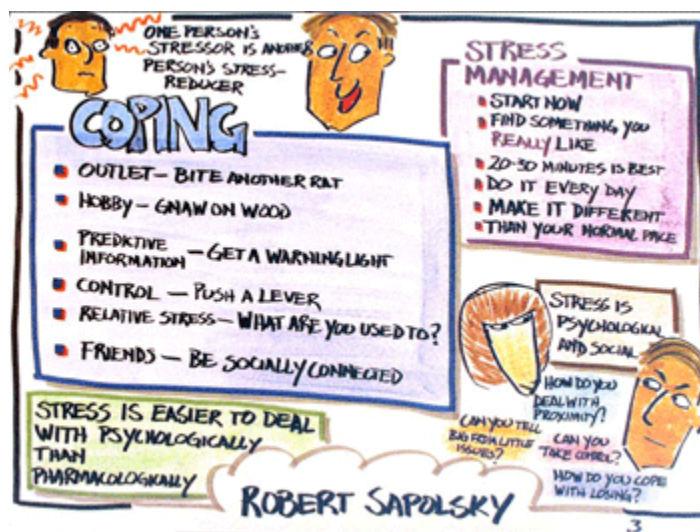 ONE PERSON'S
STRESSOR IS ANOTHER
PERSON'S STRESS-
REDUCER
COPING
OUTLET - BITE ANOTHER RAT
HOBBY - GNAW ON WOOD
PREDICTIVE
INFORMATION - GET A WARNING LIGHT
CONTROL - PUSH A LEVER
RELATIVE STRESS - WHAT ARE YOU USED TO?
FRIENDS - BE SOCIALLY CONNECTED
STRESS
MANAGEMENT
START NOW
FIND SOMETHING YOU
REALLY LIKE
20-30 MINUTES IS BEST
DO IT EVERY DAY
MAKE IT DIFFERENT
THAN YOUR NORMAL PACE
STRESS IS
PSYCHOLOGICAL
AND SOCIAL
HOW DO YOU
DEAL WITH
PROXIMITY?
CAN YOU TELL
BIG FROM LITTLE
ISSUES?
CAN YOU
TAKE CONTROL?
HOW DO YOU COPE
WITH LOSING?
STRESS IS EASIER TO DEAL
WITH PSYCHOLOGICALLY
THAN
PHARMACOLOGICALLY
ROBERT SAPOLSKY
3